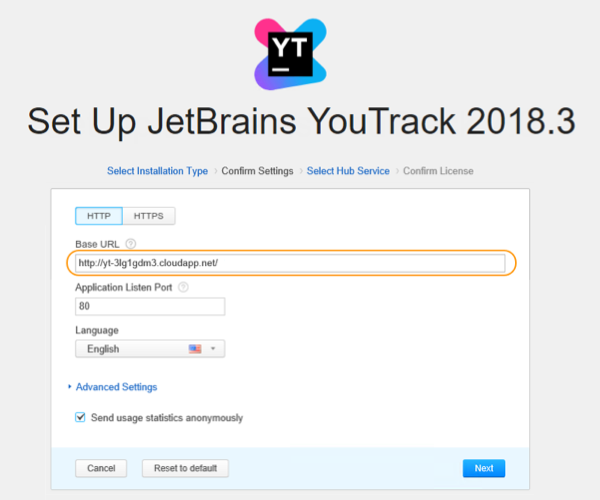 YT
Set Up JetBrains YouTrack 2018.3
Select Installation Type › Confirm Settings › Select Hub Service › Confirm License
HTTP HTTPS
Base URL ?
http://yt-3lg1gdm3.cloudapp.net/
Application Listen Port ?
80
Language
English
Advanced Settings
Send usage statistics anonymously
Cancel Reset to default Next